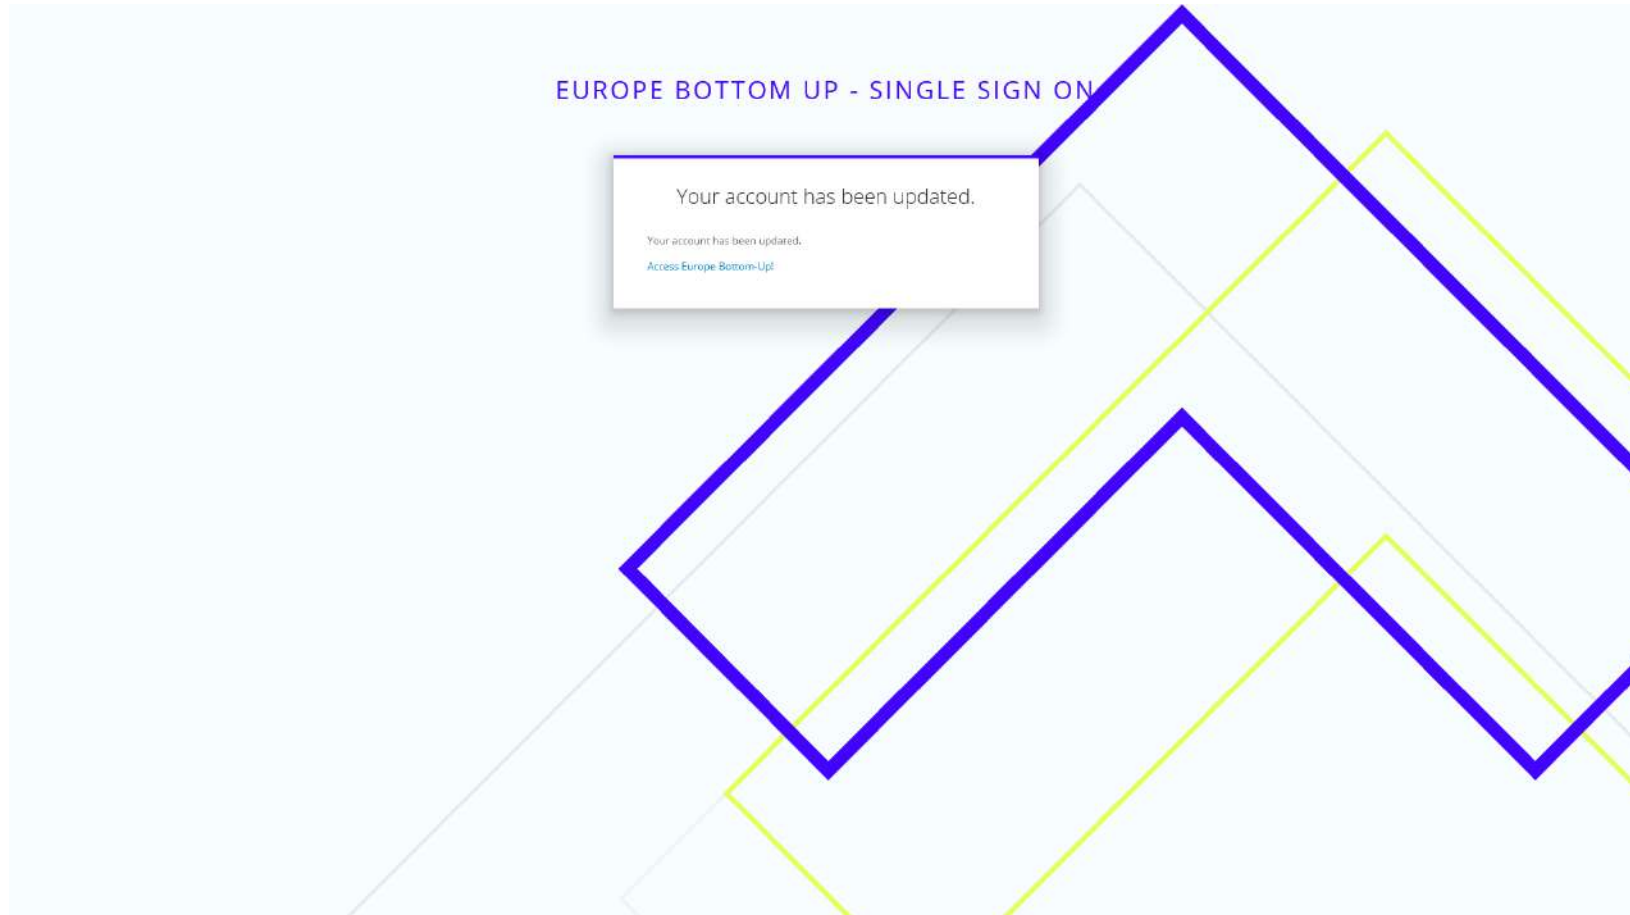 EUROPE BOTTOM UP - SINGLE SIGN ON
Your account has been updated.
Your account has been updated.
Access Europe Bottom-Up!